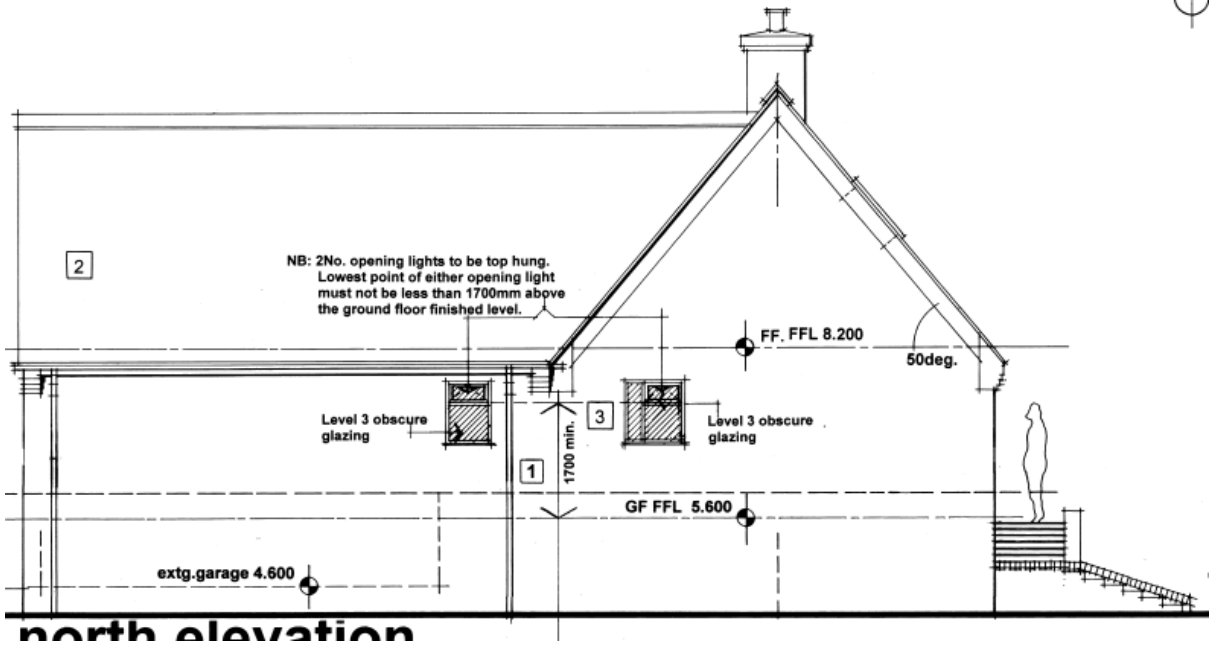 2
NB: 2No. opening lights to be top hung.
Lowest point of either opening light
must not be less than 1700mm above
the ground floor finished level.
FF. FFL 8.200
50deg.
Level 3 obscure
glazing
3
Level 3 obscure
glazing
1700 min.
1
GF FFL 5.600
extg.garage 4.600
north elevation